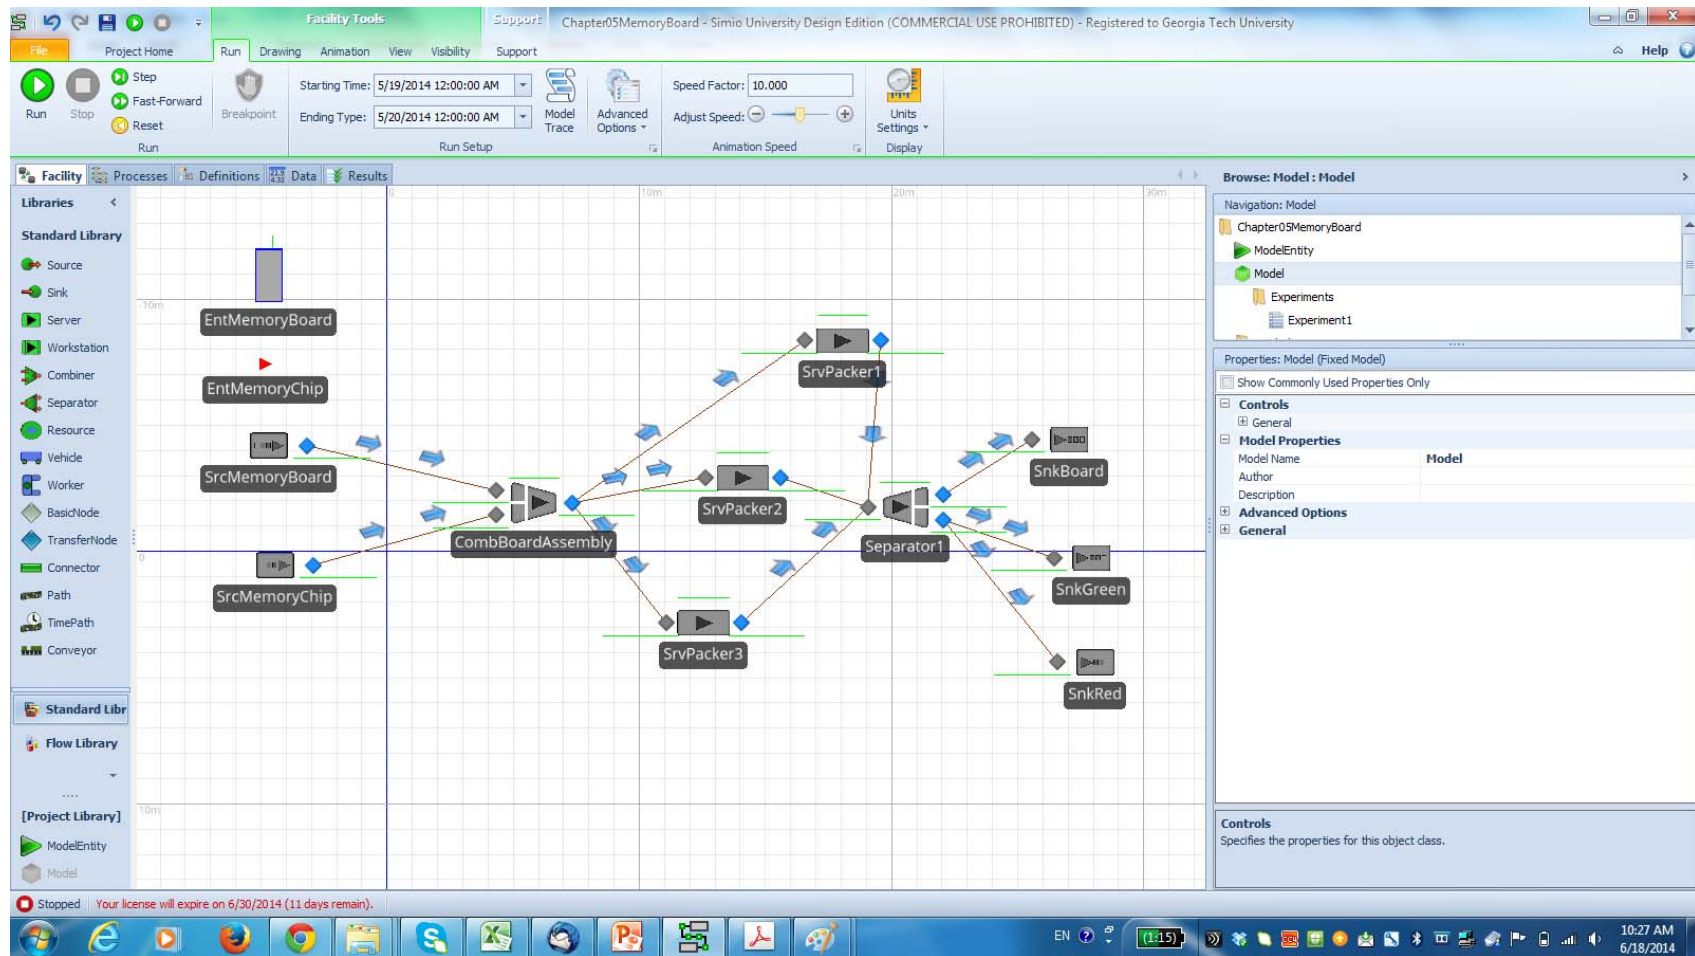 Facility Tools
Support
Chapter05MemoryBoard - Simio University Design Edition (COMMERCIAL USE PROHIBITED) - Registered to Georgia Tech University
File
Project Home
Run
Drawing
Animation
View
Visibility
Support
Help
Run
Stop
Step
Fast-Forward
Reset
Run
Breakpoint
Starting Time: 5/19/2014 12:00:00 AM
Ending Type: 5/20/2014 12:00:00 AM
Run Setup
Model Trace
Advanced Options
Speed Factor: 10.000
Adjust Speed:
Animation Speed
Units Settings
Display
Facility
Processes
Definitions
Data
Results
Libraries
Standard Library
Source
Sink
Server
Workstation
Combiner
Separator
Resource
Vehicle
Worker
BasicNode
TransferNode
Connector
Path
TimePath
Conveyor
Standard Libr
Flow Library
[Project Library]
ModelEntity
Model
0
10m
20m
30m
-10m
0
10m
EntMemoryBoard
EntMemoryChip
SrcMemoryBoard
SrcMemoryChip
CombBoardAssembly
SrvPacker1
SrvPacker2
SrvPacker3
Separator1
SnkBoard
SnkGreen
SnkRed
Browse: Model : Model
Navigation: Model
Chapter05MemoryBoard
ModelEntity
Model
Experiments
Experiment1
Properties: Model (Fixed Model)
Show Commonly Used Properties Only
Controls
General
Model Properties
Model Name Model
Author
Description
Advanced Options
General
Controls
Specifies the properties for this object class.
Stopped
Your license will expire on 6/30/2014 (11 days remain).
EN
(1:15)
10:27 AM
6/18/2014